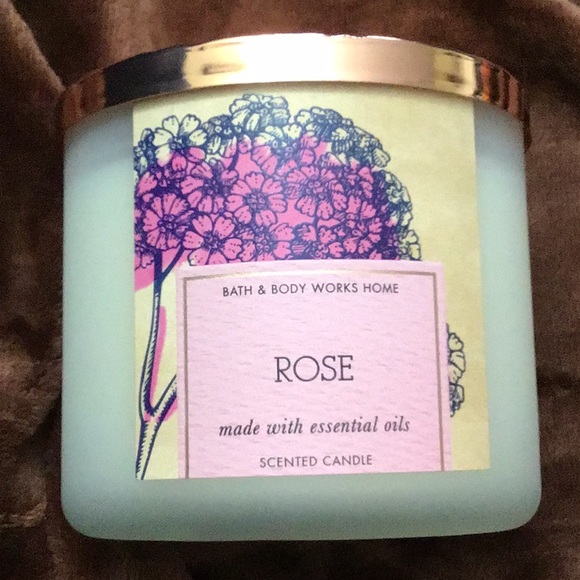 BATH & BODY WORKS HOME
ROSE
made with essential oils
SCENTED CANDLE